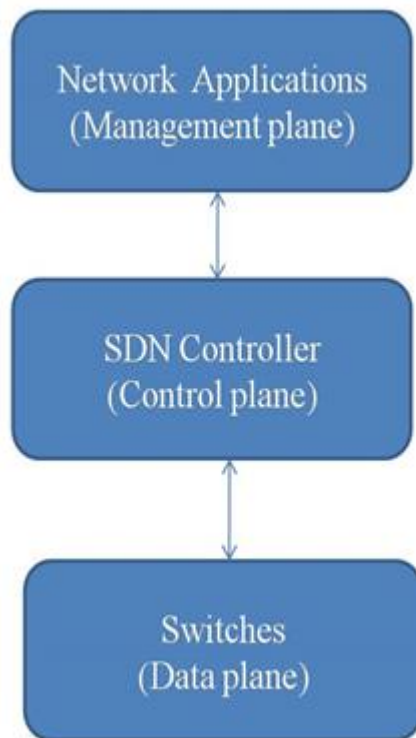 Network Applications
(Management plane)
SDN Controller
(Control plane)
Switches
(Data plane)